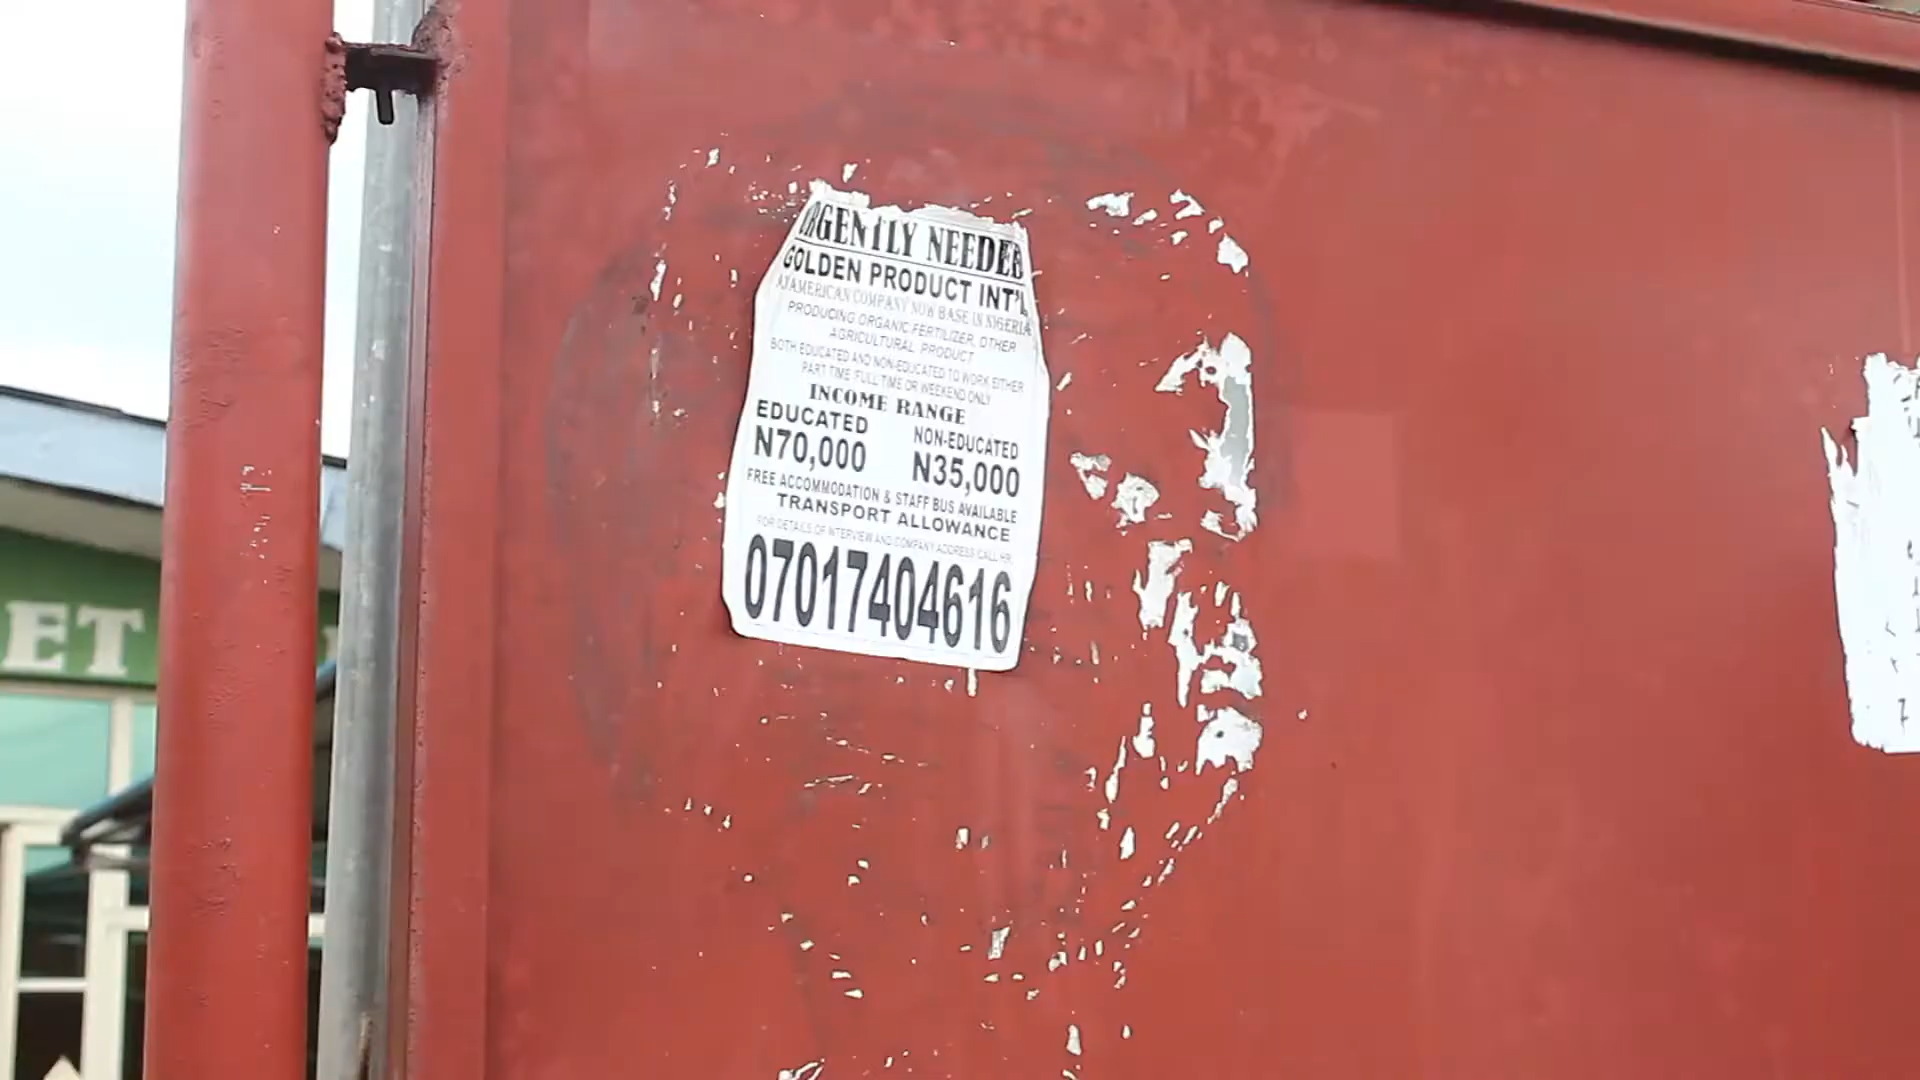 URGENTLY NEEDED
GOLDEN PRODUCT INT'L
AN AMERICAN COMPANY NOW BASE IN NIGERIA
PRODUCING ORGANIC FERTILIZER, OTHER
AGRICULTURAL PRODUCT
BOTH EDUCATED AND NON-EDUCATED TO WORK EITHER
PART TIME FULL TIME OR WEEKEND ONLY
INCOME RANGE
EDUCATED NON-EDUCATED
N70,000 N35,000
FREE ACCOMMODATION & STAFF BUS AVAILABLE
TRANSPORT ALLOWANCE
FOR DETAILS OF INTERVIEW AND COMPANY ADDRESS CALL HR.
07017404616
ET